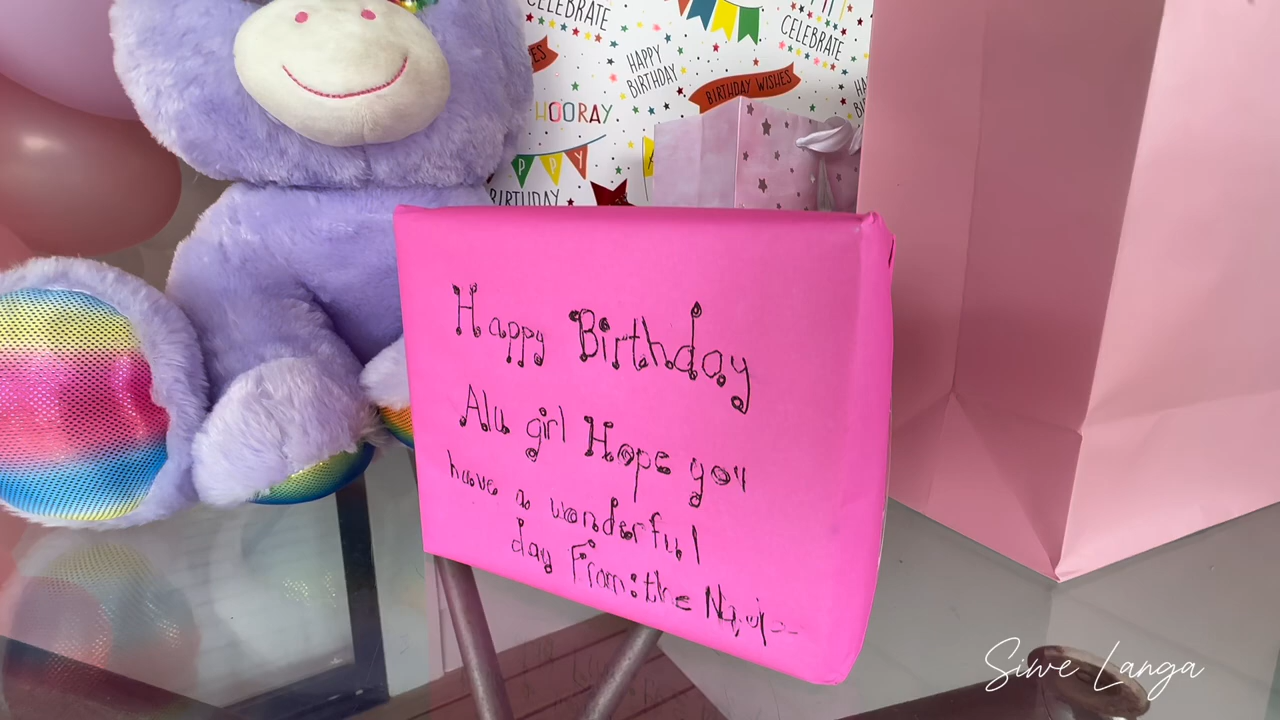 CELEBRATE
CELEBRATE
HAPPY
BIRTHDAY
BIRTHDAY WISHES
HOORAY
PPY
BIRTHDAY
Happy Birthday
Alu girl Hope you
have a wonderful
day From: the
Siwe Langa